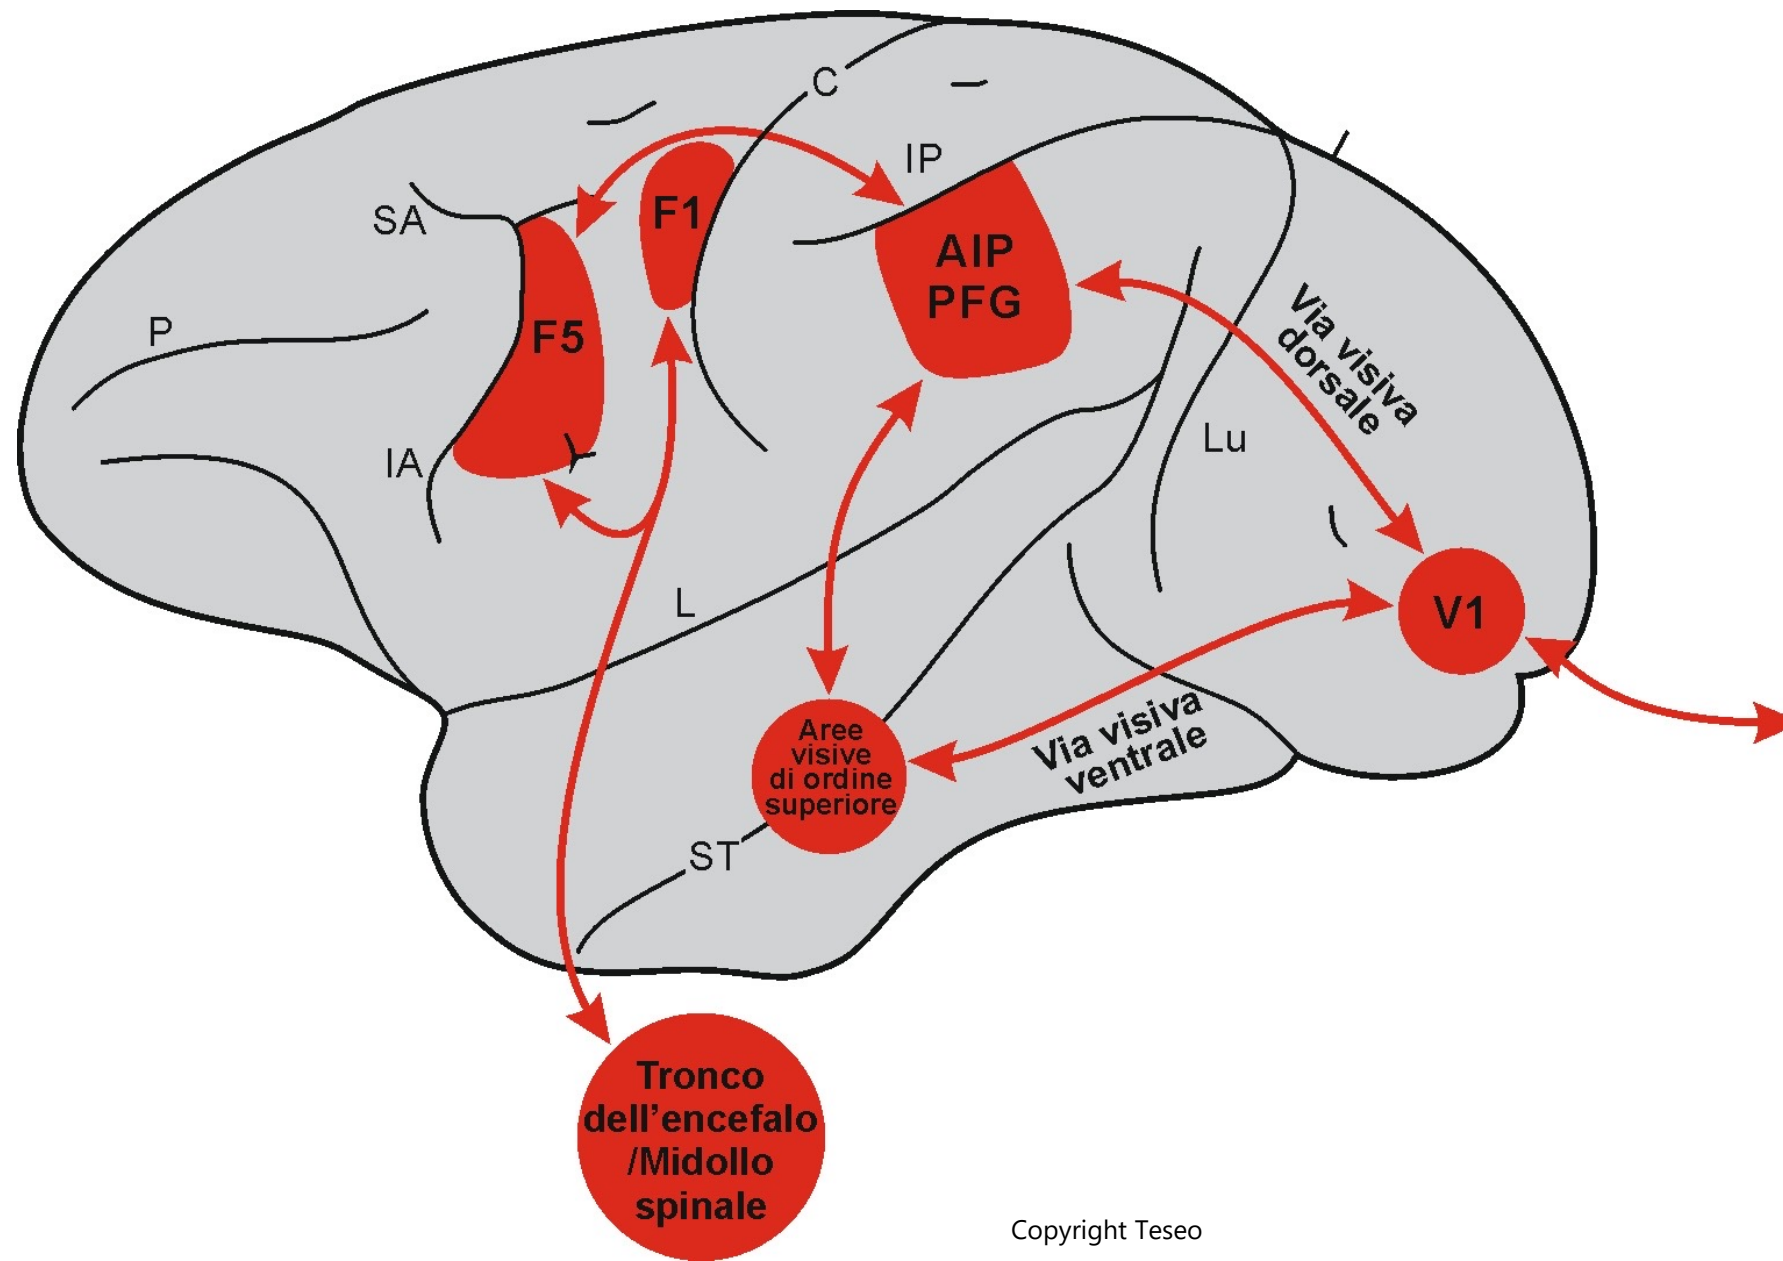 C
IP
SA
F1
AIP
PFG
P
F5
Via visiva
dorsale
IA
Lu
L
V1
Aree
visive
di ordine
superiore
Via visiva
ventrale
ST
Tronco
dell’encefalo
/Midollo
spinale
Copyright Teseo